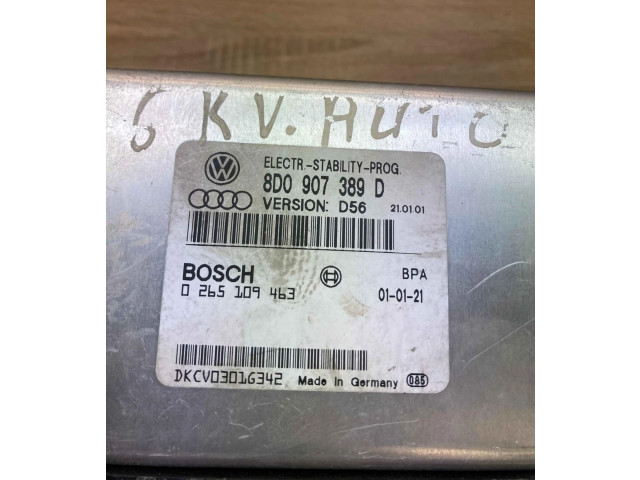 6 KV. AUTO
ELECTR.-STABILITY-PROG.
8D0 907 389 D
VERSION: D56 21.01.01
BOSCH BPA
0 265 109 463 01-01-21
DKCV03016342 Made in Germany 085